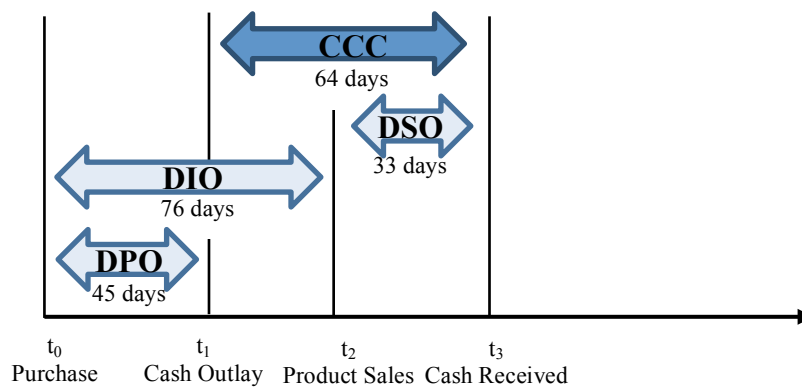 CCC
64 days
DSO
33 days
DIO
76 days
DPO
45 days
t0 t1 t2 t3
Purchase Cash Outlay Product Sales Cash Received